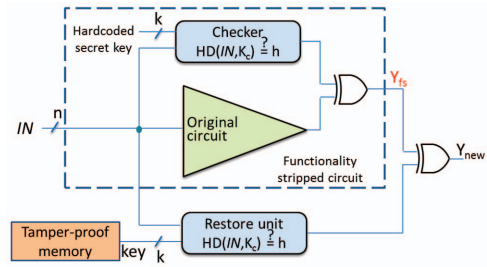 k
Hardcoded
secret key
Checker
?
HD(IN,Kc) = h
Yfs
n
IN
Original
circuit
Functionality
stripped circuit
Ynew
Restore unit
?
HD(IN,Kc) = h
Tamper-proof
memory
key
k